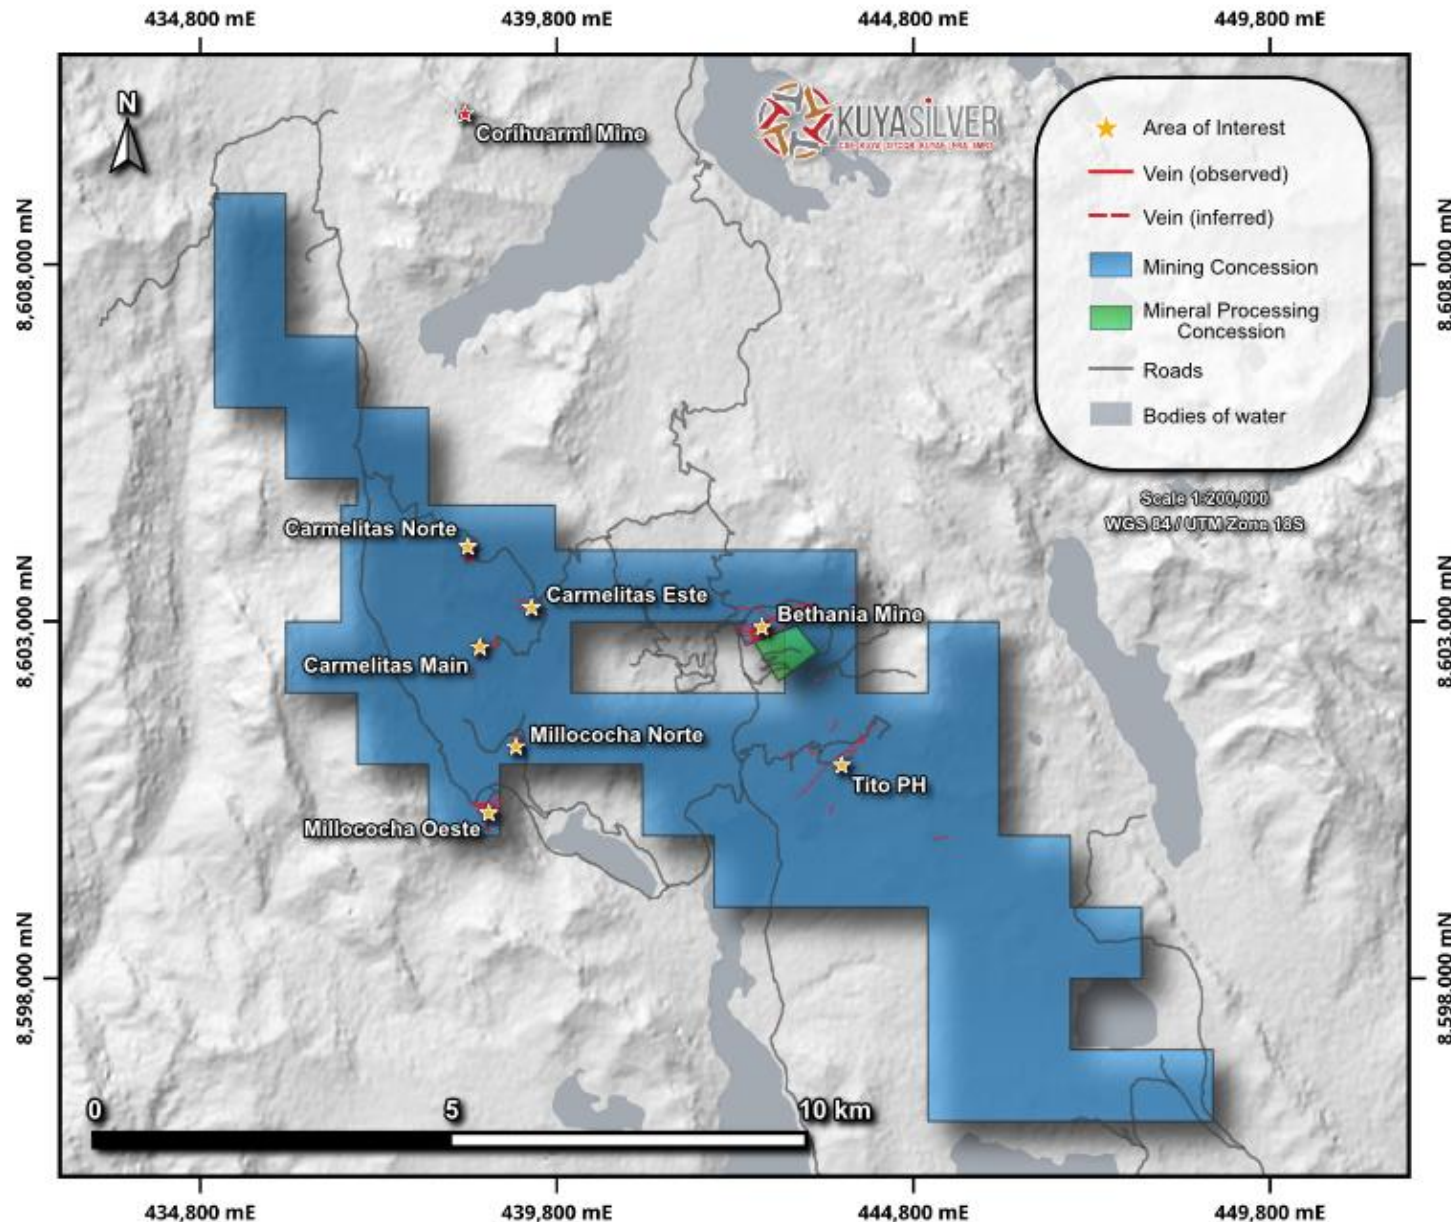 434,800 mE
439,800 mE
444,800 mE
449,800 mE
N
Corihuarmi Mine
KUYASILVER
Area of Interest
Vein (observed)
Vein (inferred)
Mining Concession
Mineral Processing
Concession
Roads
Bodies of water
Scale 1:200,000
WGS 84 / UTM Zone 18S
8,608,000 mN
8,608,000 mN
Carmelitas Norte
Carmelitas Este
Bethania Mine
Carmelitas Main
8,603,000 mN
8,603,000 mN
Millococha Norte
Tito PH
Millococha Oeste
8,598,000 mN
8,598,000 mN
0
5
10 km
434,800 mE
439,800 mE
444,800 mE
449,800 mE